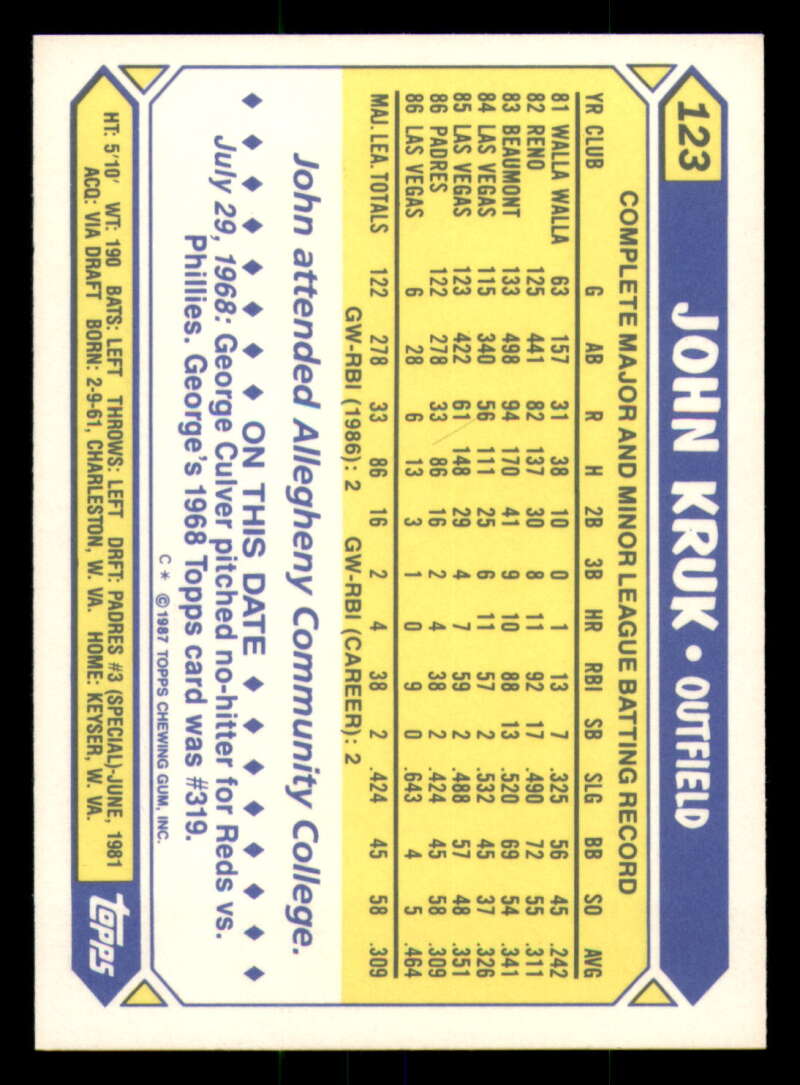 123
JOHN KRUK • OUTFIELD
COMPLETE MAJOR AND MINOR LEAGUE BATTING RECORD
YR CLUB G AB R H 2B 3B HR RBI SB SLG BB SO AVG
81 WALLA WALLA 63 157 31 38 10 0 1 13 7 .325 56 45 .242
82 RENO 125 441 82 137 30 8 11 92 17 .490 72 55 .311
83 BEAUMONT 133 498 94 170 41 9 10 88 13 .520 69 54 .341
84 LAS VEGAS 115 340 56 111 25 6 11 57 2 .532 45 37 .326
85 LAS VEGAS 123 422 61 148 29 4 7 59 2 .488 57 48 .351
86 PADRES 122 278 33 86 16 2 4 38 2 .424 45 58 .309
86 LAS VEGAS 6 28 6 13 3 1 0 9 0 .643 4 5 .464
MAJ. LEA. TOTALS 122 278 33 86 16 2 4 38 2 .424 45 58 .309
GW-RBI (1986): 2 GW-RBI (CAREER): 2
John attended Allegheny Community College.
♦ ♦ ♦ ♦ ♦ ♦ ♦ ♦ ♦ ON THIS DATE ♦ ♦ ♦ ♦ ♦ ♦ ♦ ♦
July 29, 1968: George Culver pitched no-hitter for Reds vs.
Phillies. George's 1968 Topps card was #319.
C * © 1987 TOPPS CHEWING GUM, INC.
HT: 5'10' WT: 190 BATS: LEFT THROWS: LEFT DRFT: PADRES #3 (SPECIAL)-JUNE, 1981
ACQ: VIA DRAFT BORN: 2-9-61, CHARLESTON, W. VA. HOME: KEYSER, W. VA.
topps